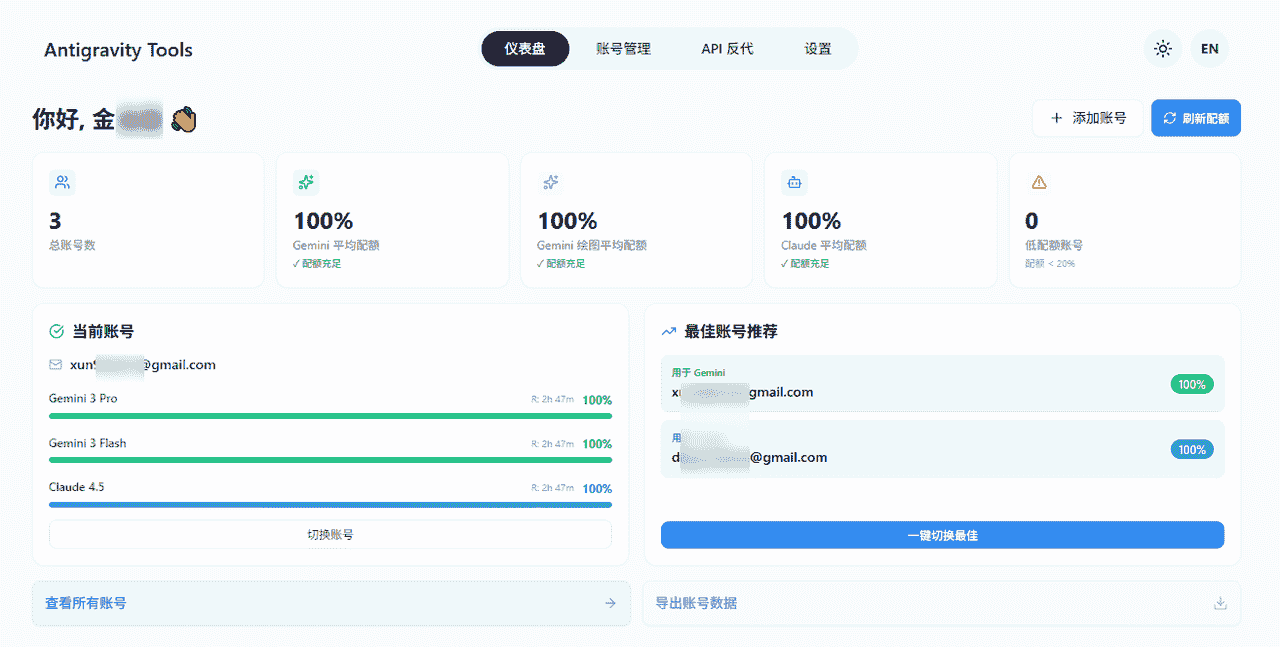 Antigravity Tools
仪表盘
账号管理
API 反代
设置
EN
你好, 金
添加账号
刷新配额
3
总账号数
100%
Gemini 平均配额
✓ 配额充足
100%
Gemini 绘图平均配额
✓ 配额充足
100%
Claude 平均配额
✓ 配额充足
0
低配额账号
配额 < 20%
当前账号
@gmail.com
Gemini 3 Pro
R: 2h 47m 100%
Gemini 3 Flash
R: 2h 47m 100%
Claude 4.5
R: 2h 47m 100%
切换账号
最佳账号推荐
用于 Gemini
gmail.com
100%
用
@gmail.com
100%
一键切换最佳
查看所有账号
导出账号数据